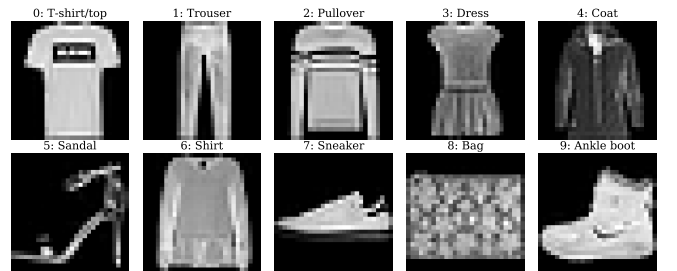 0: T-shirt/top
1: Trouser
2: Pullover
3: Dress
4: Coat
5: Sandal
6: Shirt
7: Sneaker
8: Bag
9: Ankle boot